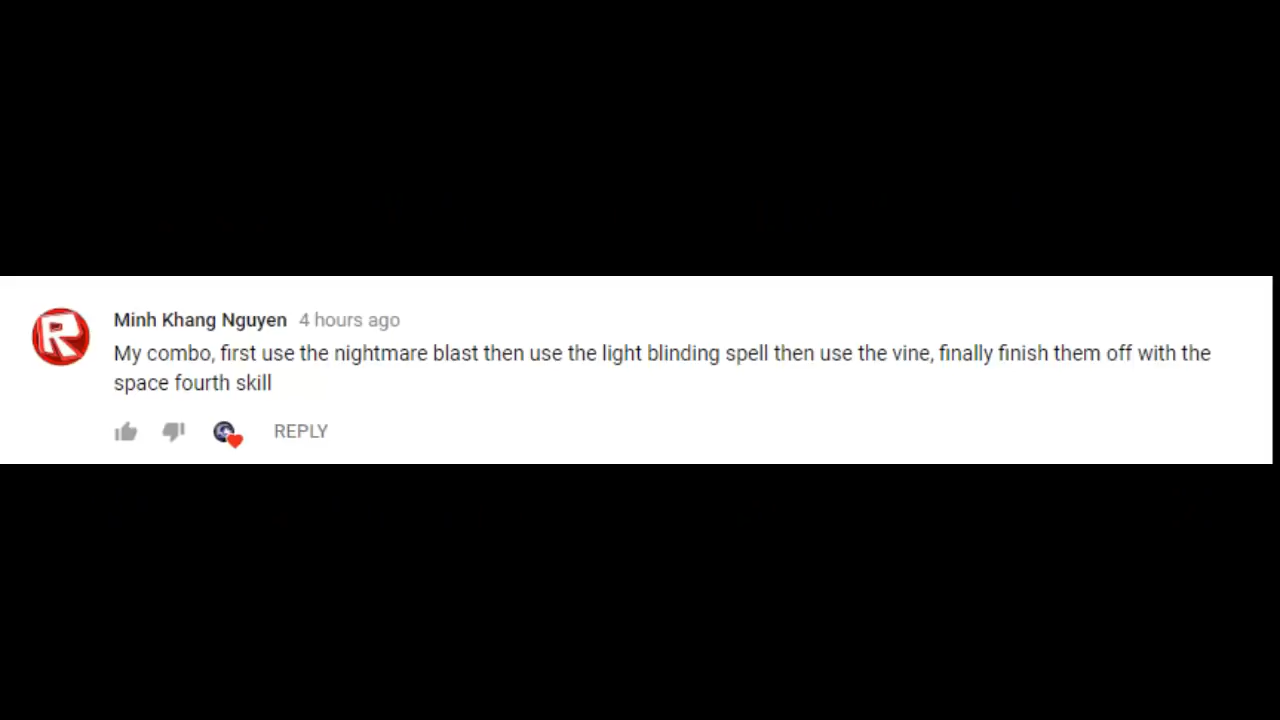 Minh Khang Nguyen 4 hours ago
My combo, first use the nightmare blast then use the light blinding spell then use the vine, finally finish them off with the
space fourth skill
REPLY